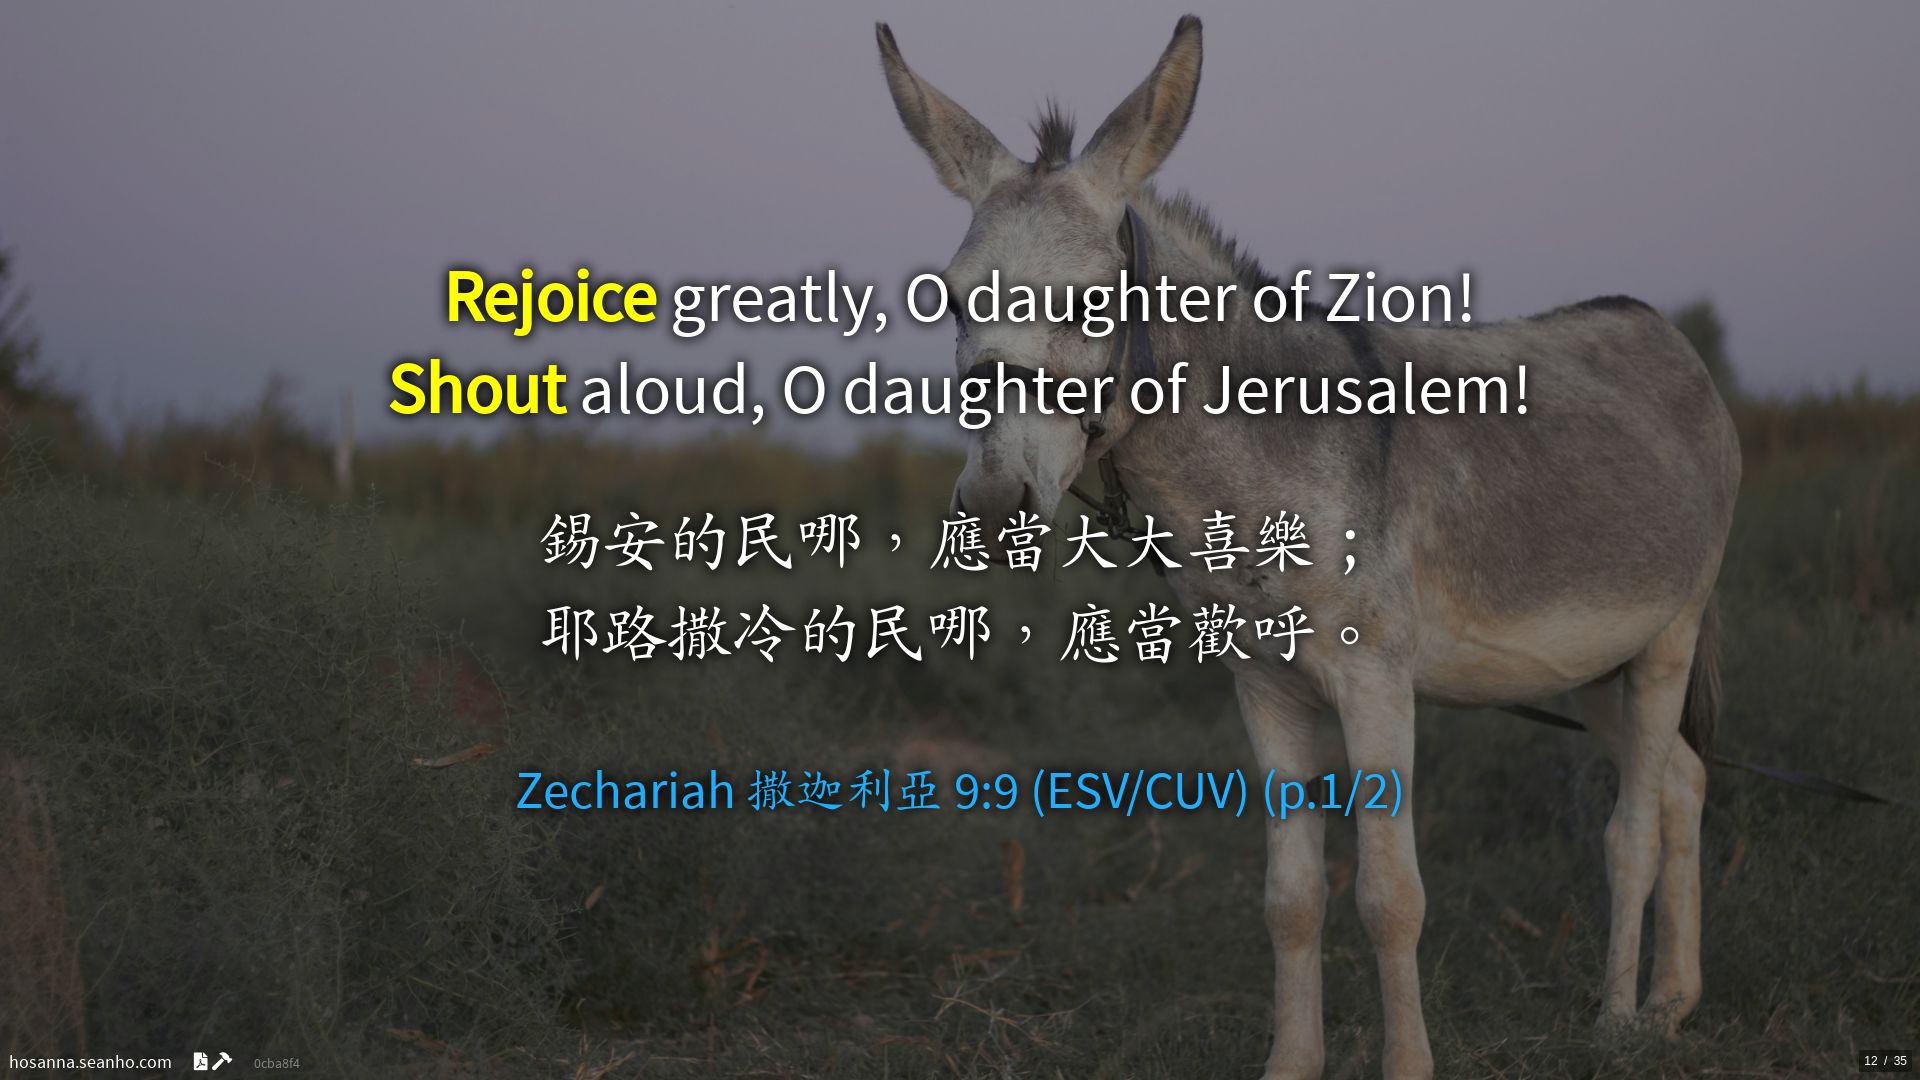 Rejoice greatly, O daughter of Zion!
Shout aloud, O daughter of Jerusalem!
錫安的民哪，應當大大喜樂；
耶路撒冷的民哪，應當歡呼。
Zechariah 撒迦利亞 9:9 (ESV/CUV) (p.1/2)
hosanna.seanho.com 0cba8f4
12 / 35